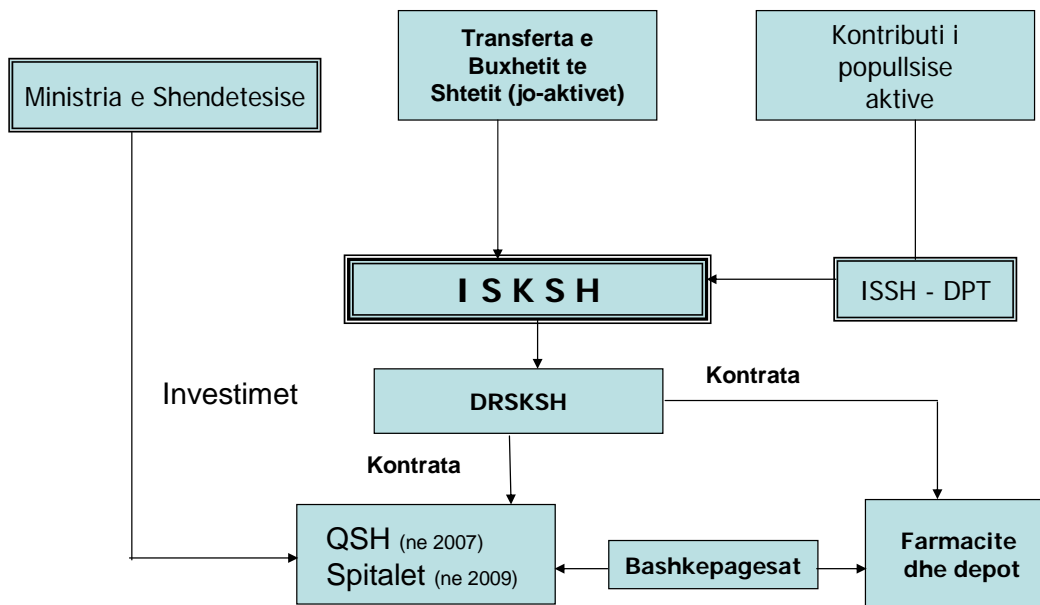 Transferta e
Buxhetit te
Shtetit (jo-aktivet)
Kontributi i
popullsise
aktive
Ministria e Shendetesise
I S K S H
ISSH - DPT
Investimet
DRSKSH
Kontrata
Kontrata
QSH (ne 2007)
Spitalet (ne 2009)
Bashkepagesat
Farmacite
dhe depot